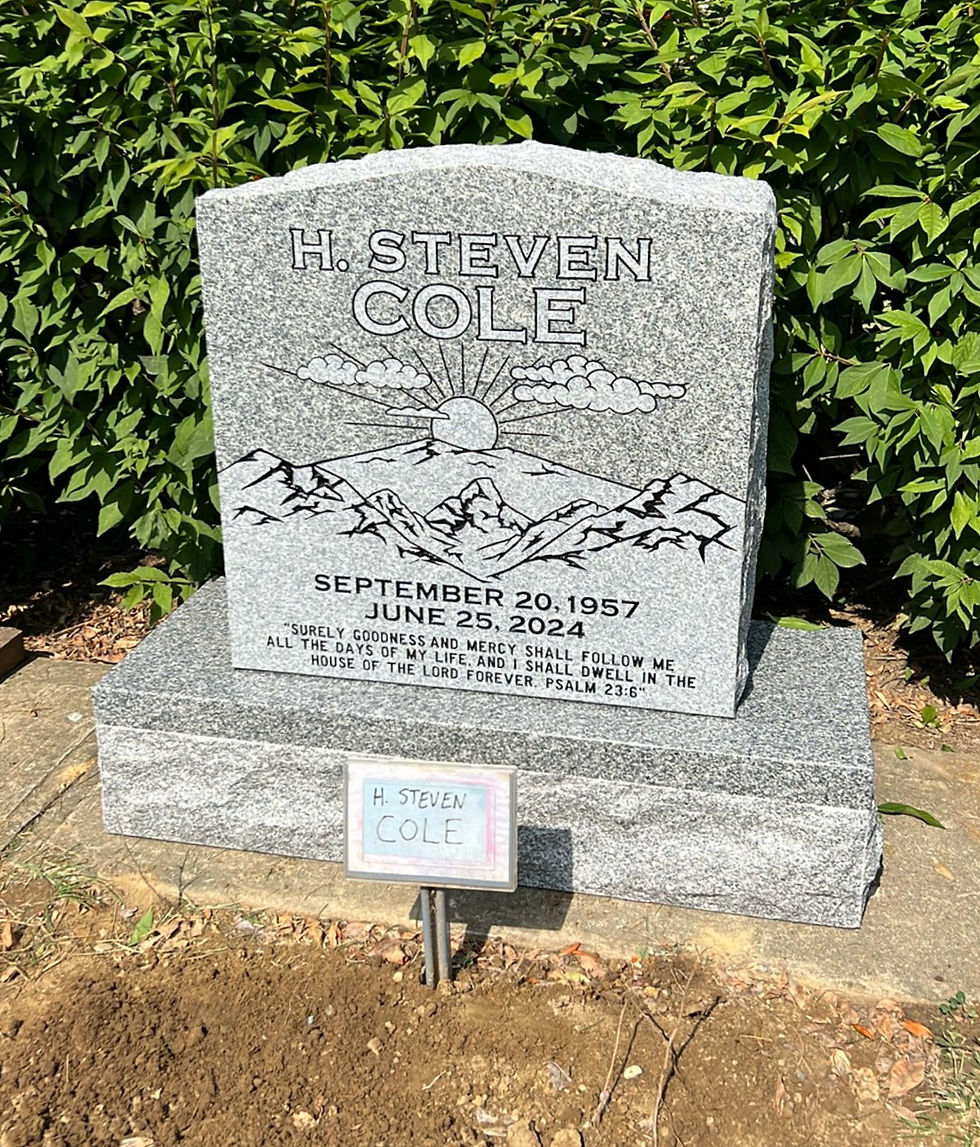 H. STEVEN
COLE
SEPTEMBER 20, 1957
JUNE 25, 2024
"SURELY GOODNESS AND MERCY SHALL FOLLOW ME
ALL THE DAYS OF MY LIFE, AND I SHALL DWELL IN THE
HOUSE OF THE LORD FOREVER. PSALM 23:6"
H. STEVEN
COLE